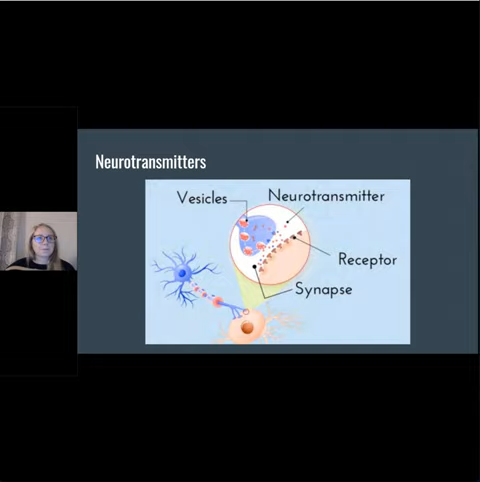 Neurotransmitters
Vesicles
Neurotransmitter
Receptor
Synapse